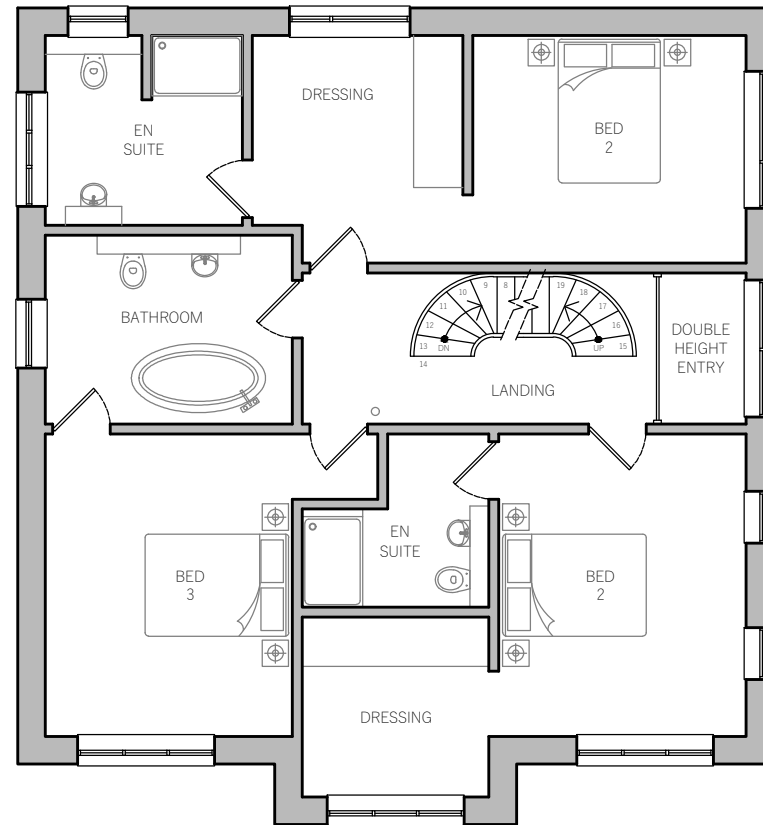 DRESSING
EN
SUITE
BED
2
BATHROOM
10
9
8
19
18
11
17
12
16
13
DN
UP
15
14
DOUBLE
HEIGHT
ENTRY
LANDING
EN
SUITE
BED
3
BED
2
DRESSING